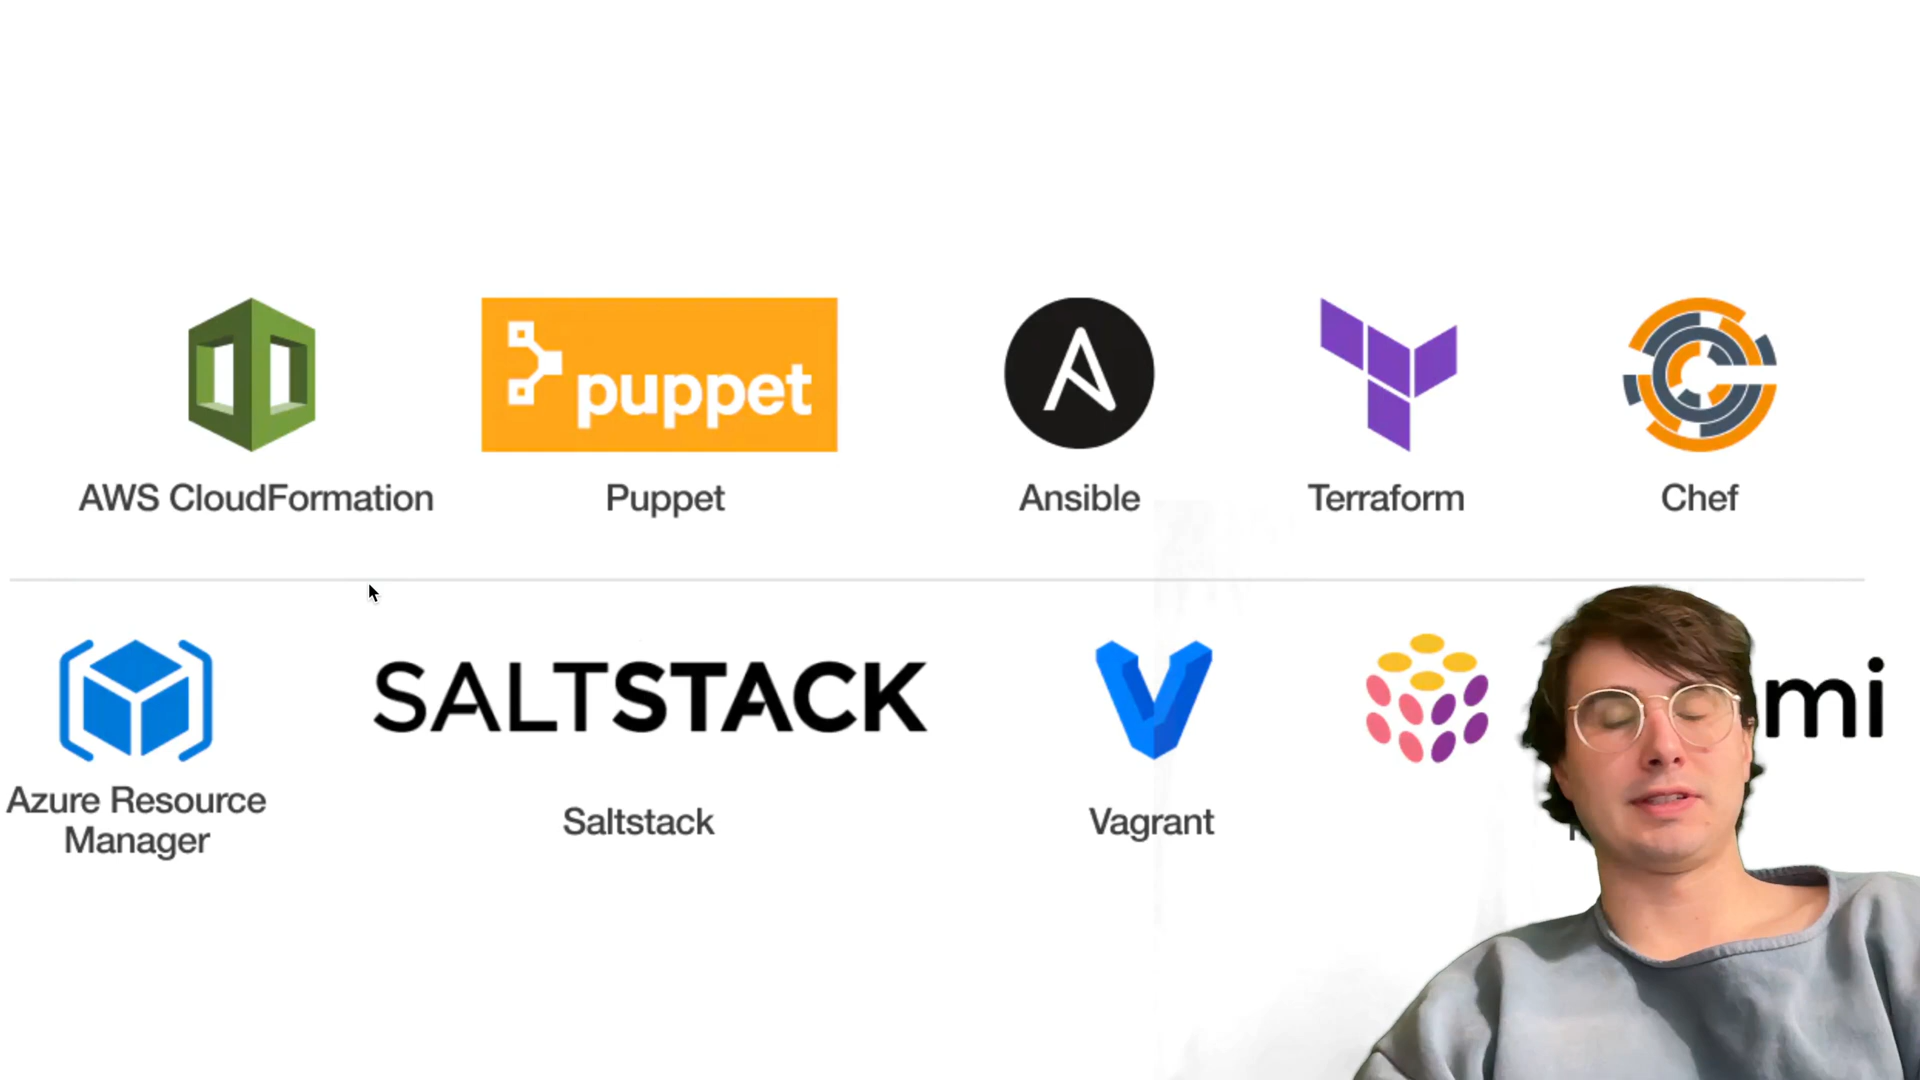 puppet
AWS CloudFormation
Puppet
Ansible
Terraform
Chef
SALTSTACK
mi
Azure Resource
Manager
Saltstack
Vagrant